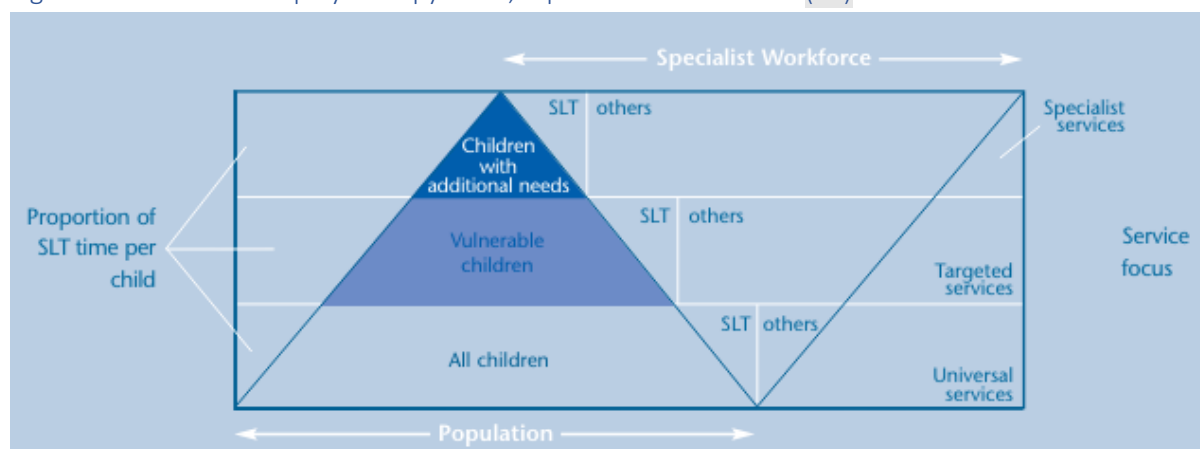 Specialist Workforce
SLT others
Specialist
services
Children
with
additional needs
Proportion of
SLT time per
child
SLT others
Vulnerable
children
Service
focus
Targeted
services
SLT others
All children
Universal
services
Population